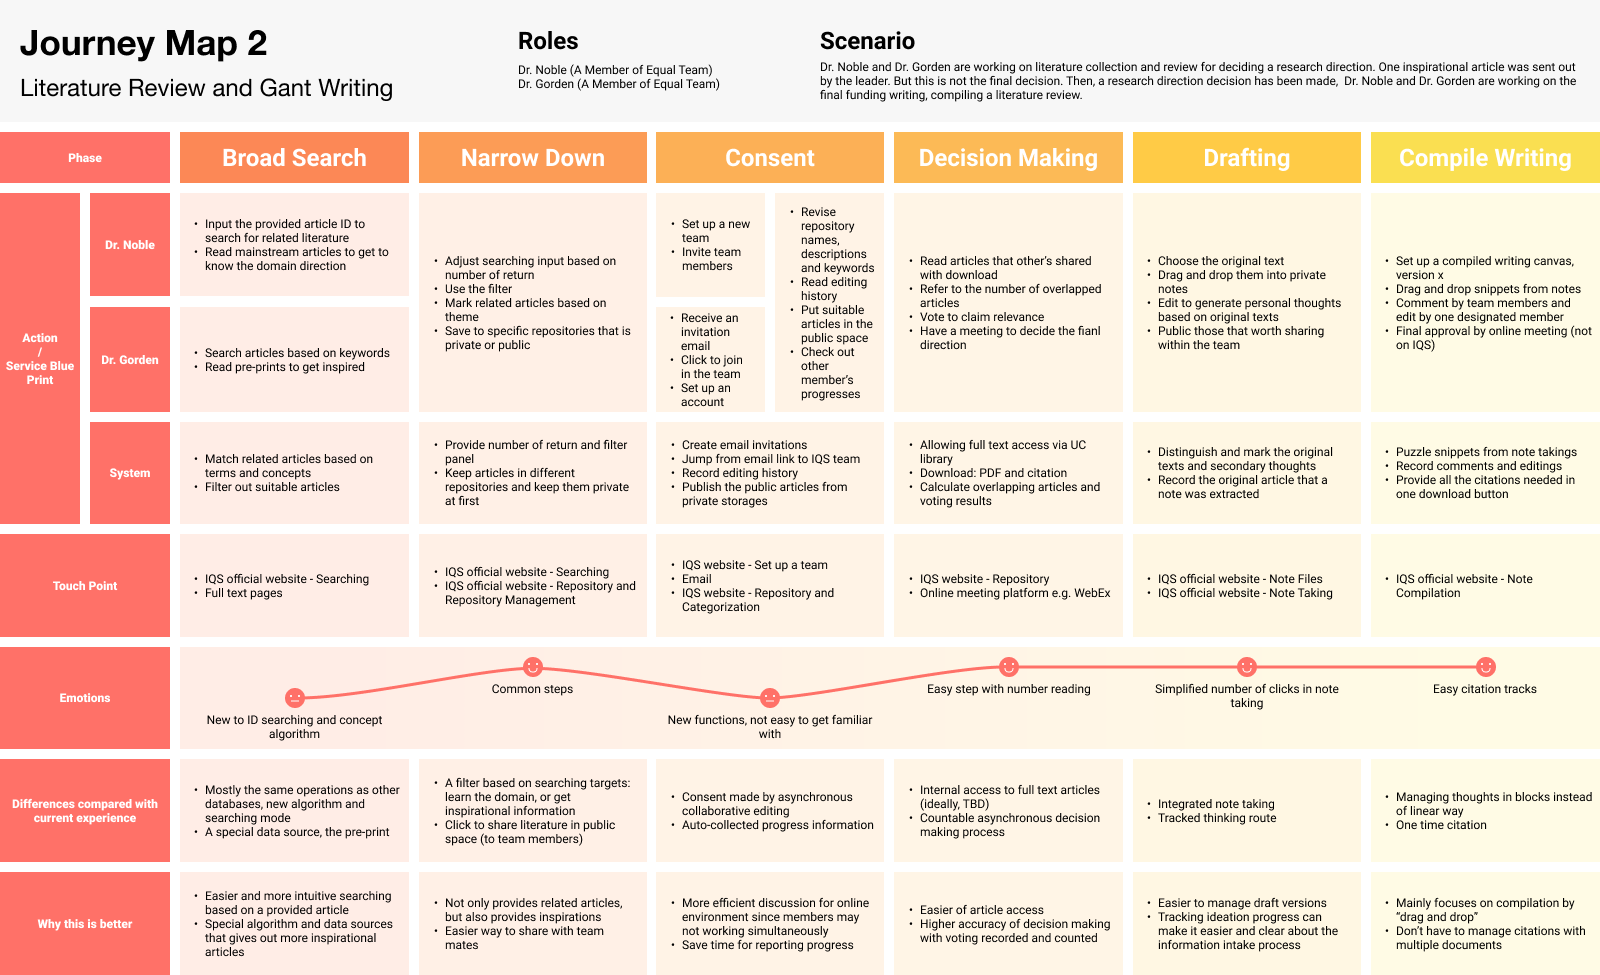 Journey Map 2
Literature Review and Gant Writing
Roles
Dr. Noble (A Member of Equal Team)
Dr. Gorden (A Member of Equal Team)
Scenario
Dr. Noble and Dr. Gorden are working on literature collection and review for deciding a research direction. One inspirational article was sent out
by the leader. But this is not the final decision. Then, a research direction decision has been made,  Dr. Noble and Dr. Gorden are working on the
final funding writing, compiling a literature review.
Phase
Broad Search
Narrow Down
Consent
Decision Making
Drafting
Compile Writing
Action
/
Service Blue
Print
Dr. Noble
• Input the provided article ID to
search for related literature
• Read mainstream articles to get to
know the domain direction
Dr. Gorden
• Search articles based on keywords
• Read pre-prints to get inspired
• Adjust searching input based on
number of return
• Use the filter
• Mark related articles based on
theme
• Save to specific repositories that is
private or public
• Set up a new
team
• Invite team
members
• Receive an
invitation
email
• Click to join
in the team
• Set up an
account
• Revise
repository
names,
descriptions
and keywords
• Read editing
history
• Put suitable
articles in the
public space
• Check out
other
member's
progresses
• Read articles that other's shared
with download
• Refer to the number of overlapped
articles
• Vote to claim relevance
• Have a meeting to decide the fianl
direction
• Choose the original text
• Drag and drop them into private
notes
• Edit to generate personal thoughts
based on original texts
• Public those that worth sharing
within the team
• Set up a compiled writing canvas,
version x
• Drag and drop snippets from notes
• Comment by team members and
edit by one designated member
• Final approval by online meeting (not
on IQS)
System
• Match related articles based on
terms and concepts
• Filter out suitable articles
• Provide number of return and filter
panel
• Keep articles in different
repositories and keep them private
at first
• Create email invitations
• Jump from email link to IQS team
• Record editing history
• Publish the public articles from
private storages
• Allowing full text access via UC
library
• Download: PDF and citation
• Calculate overlapping articles and
voting results
• Distinguish and mark the original
texts and secondary thoughts
• Record the original article that a
note was extracted
• Puzzle snippets from note takings
• Record comments and editings
• Provide all the citations needed in
one download button
Touch Point
• IQS official website - Searching
• Full text pages
• IQS official website - Searching
• IQS official website - Repository and
Repository Management
• IQS website - Set up a team
• Email
• IQS website - Repository and
Categorization
• IQS website - Repository
• Online meeting platform e.g. WebEx
• IQS official website - Note Files
• IQS official website - Note Taking
• IQS official website - Note
Compilation
Emotions
New to ID searching and concept
algorithm
Common steps
New functions, not easy to get familiar
with
Easy step with number reading
Simplified number of clicks in note
taking
Easy citation tracks
Differences compared with
current experience
• Mostly the same operations as other
databases, new algorithm and
searching mode
• A special data source, the pre-print
• A filter based on searching targets:
learn the domain, or get
inspirational information
• Click to share literature in public
space (to team members)
• Consent made by asynchronous
collaborative editing
• Auto-collected progress information
• Internal access to full text articles
(ideally, TBD)
• Countable asynchronous decision
making process
• Integrated note taking
• Tracked thinking route
• Managing thoughts in blocks instead
of linear way
• One time citation
Why this is better
• Easier and more intuitive searching
based on a provided article
• Special algorithm and data sources
that gives out more inspirational
articles
• Not only provides related articles,
but also provides inspirations
• Easier way to share with team
mates
• More efficient discussion for online
environment since members may
not working simultaneously
• Save time for reporting progress
• Easier of article access
• Higher accuracy of decision making
with voting recorded and counted
• Easier to manage draft versions
• Tracking ideation progress can
make it easier and clear about the
information intake process
• Mainly focuses on compilation by
"drag and drop"
• Don't have to manage citations with
multiple documents